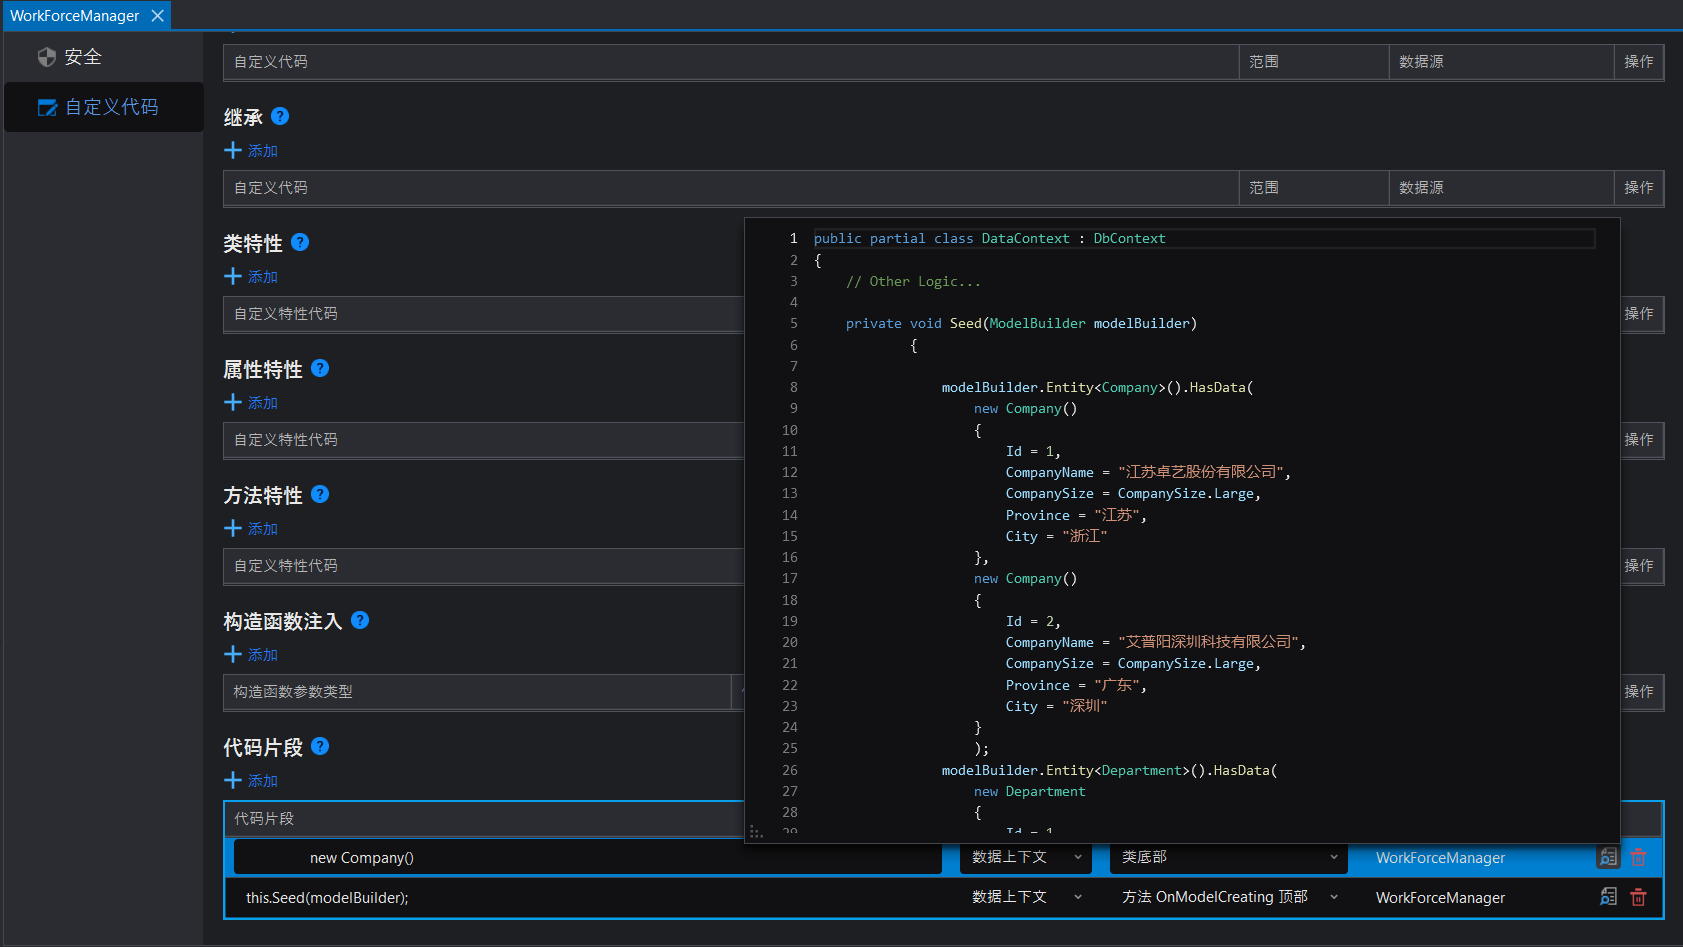 WorkForceManager
安全
自定义代码
自定义代码 范围 数据源 操作
继承
添加
自定义代码 范围 数据源 操作
类特性
添加
自定义特性代码 操作
属性特性
添加
自定义特性代码 操作
方法特性
添加
自定义特性代码 操作
构造函数注入
添加
构造函数参数类型 操作
代码片段
添加
代码片段
new Company() 数据上下文 类底部 WorkForceManager
this.Seed(modelBuilder); 数据上下文 方法 OnModelCreating 顶部 WorkForceManager
1 public partial class DataContext : DbContext
2 {
3 // Other Logic...
4
5 private void Seed(ModelBuilder modelBuilder)
6 {
7
8 modelBuilder.Entity<Company>().HasData(
9 new Company()
10 {
11 Id = 1,
12 CompanyName = "江苏卓艺股份有限公司",
13 CompanySize = CompanySize.Large,
14 Province = "江苏",
15 City = "浙江"
16 },
17 new Company()
18 {
19 Id = 2,
20 CompanyName = "艾普阳深圳科技有限公司",
21 CompanySize = CompanySize.Large,
22 Province = "广东",
23 City = "深圳"
24 }
25 );
26 modelBuilder.Entity<Department>().HasData(
27 new Department
28 {
29 Id = 1